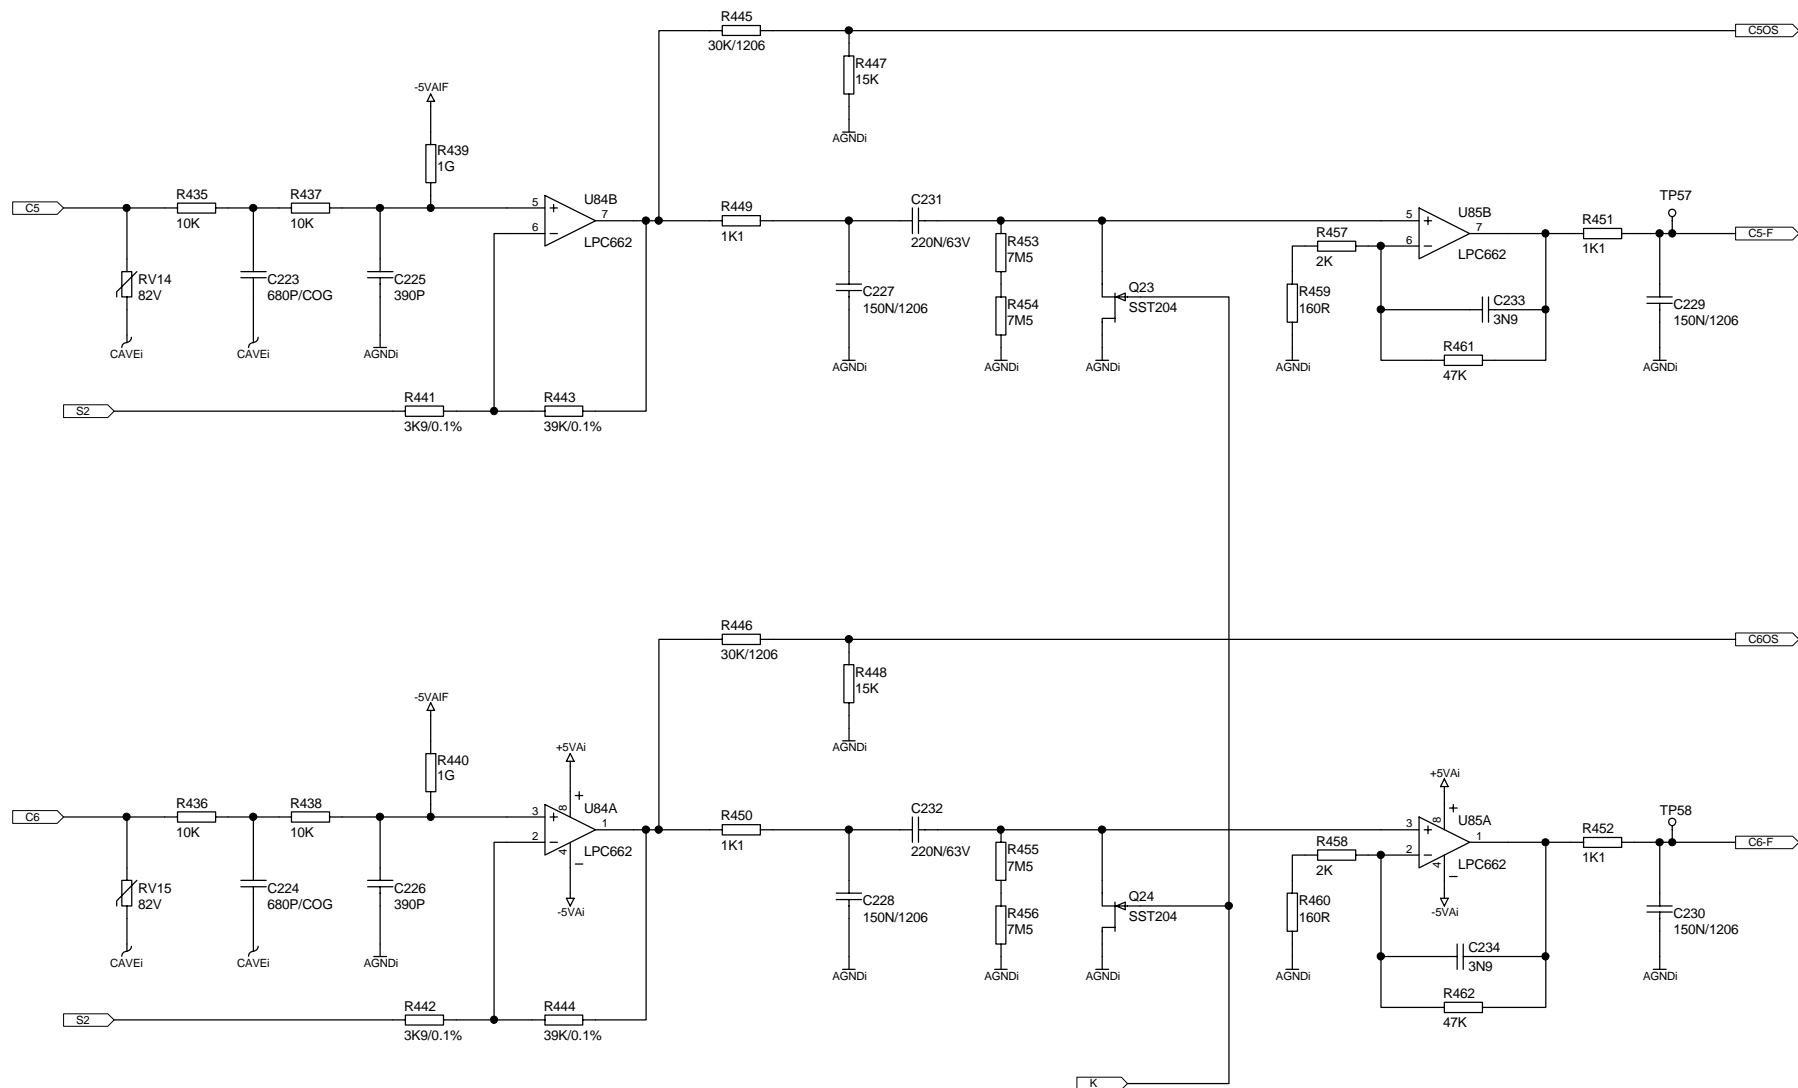 R445
30K/1206
C5OS
R447
15K
AGNDi
-5VAIF
R439
1G
C5
R435
10K
R437
10K
5
6
+
−
7
U84B
LPC662
R449
1K1
C231
220N/63V
5
6
+
−
7
U85B
LPC662
R451
1K1
TP57
C5-F
RV14
82V
CAVEi
C223
680P/COG
CAVEi
C225
390P
AGNDi
C227
150N/1206
AGNDi
R453
7M5
R454
7M5
AGNDi
Q23
SST204
AGNDi
R457
2K
R459
160R
AGNDi
C233
3N9
R461
47K
C229
150N/1206
AGNDi
S2
R441
3K9/0.1%
R443
39K/0.1%
R446
30K/1206
C6OS
R448
15K
AGNDi
-5VAIF
R440
1G
+5VAi
C6
R436
10K
R438
10K
3
2
+
−
8
+
4
−
1
U84A
LPC662
-5VAi
R450
1K1
C232
220N/63V
+5VAi
3
2
+
−
8
+
4
−
1
U85A
LPC662
-5VAi
R452
1K1
TP58
C6-F
RV15
82V
CAVEi
C224
680P/COG
CAVEi
C226
390P
AGNDi
C228
150N/1206
AGNDi
R455
7M5
R456
7M5
AGNDi
Q24
SST204
AGNDi
R458
2K
R460
160R
AGNDi
C234
3N9
R462
47K
C230
150N/1206
AGNDi
S2
R442
3K9/0.1%
R444
39K/0.1%
K